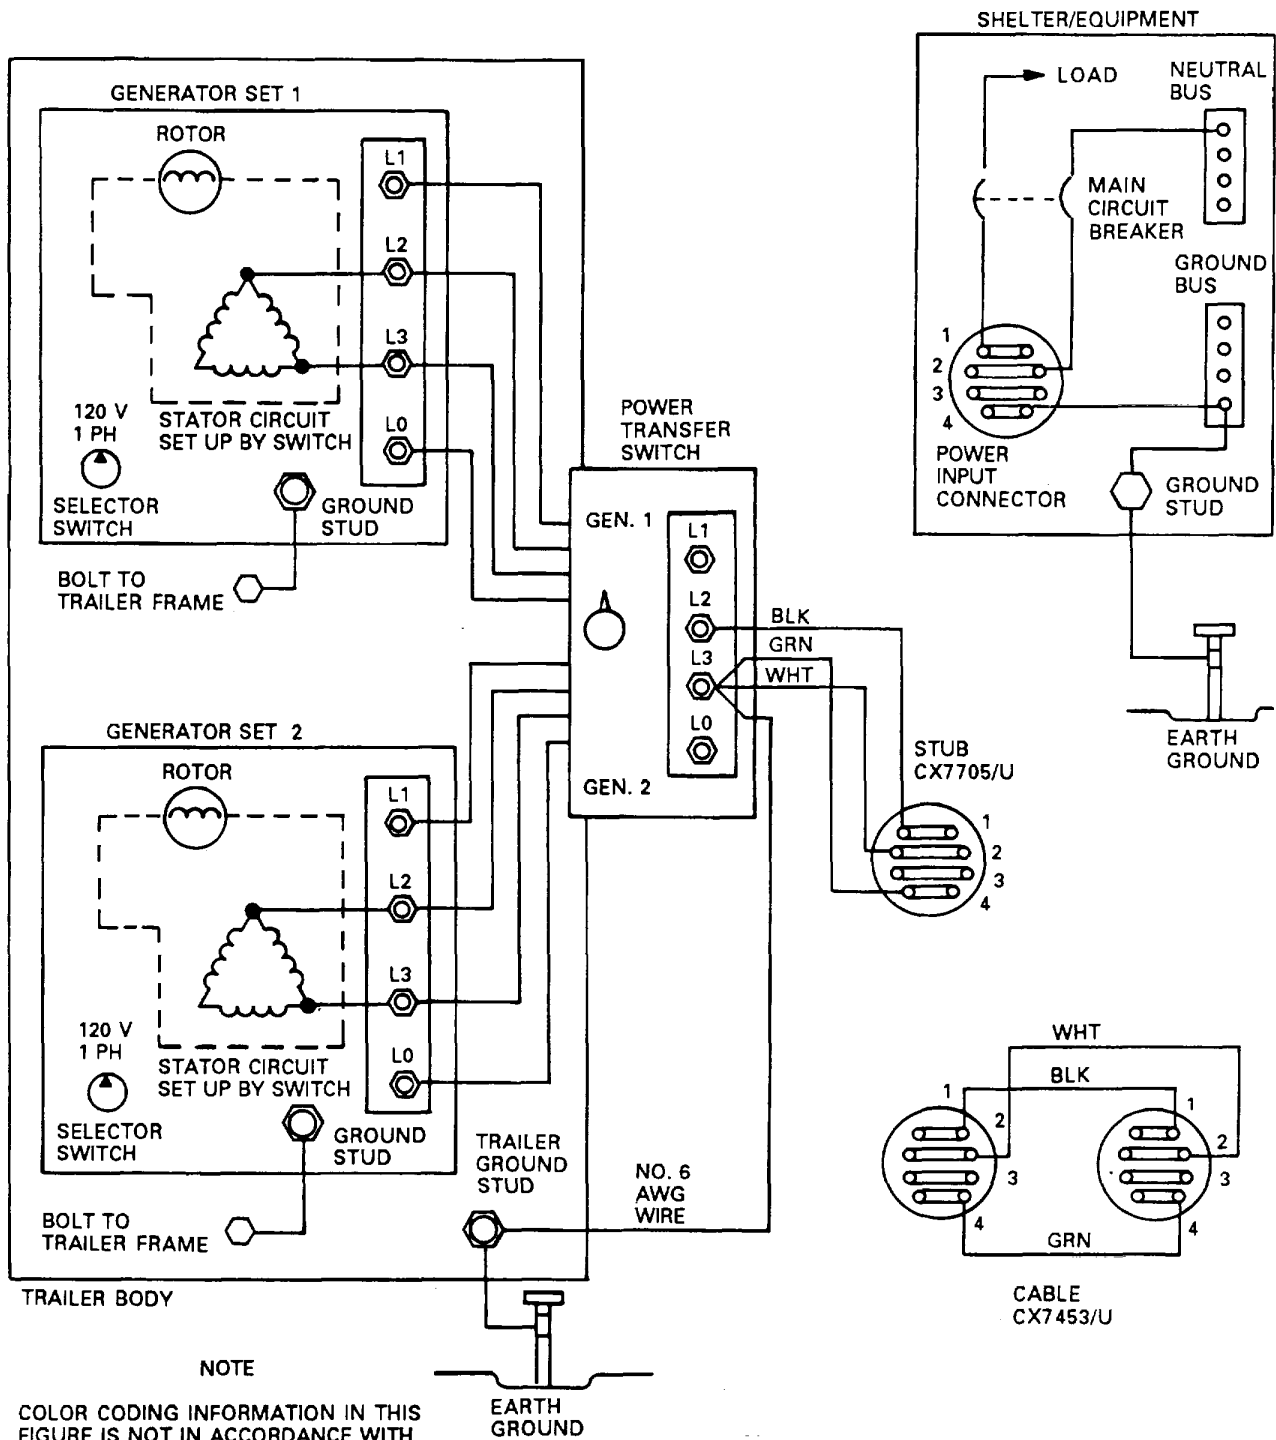 SHELTER/EQUIPMENT
LOAD
NEUTRAL
BUS
MAIN
CIRCUIT
BREAKER
GROUND
BUS
1
2
3
4
POWER
INPUT
CONNECTOR
GROUND
STUD
EARTH
GROUND
GENERATOR SET 1
ROTOR
L1
L2
L3
L0
120 V
1 PH
STATOR CIRCUIT
SET UP BY SWITCH
SELECTOR
SWITCH
GROUND
STUD
BOLT TO
TRAILER FRAME
POWER
TRANSFER
SWITCH
GEN. 1
L1
L2
L3
L0
GEN. 2
BLK
GRN
WHT
STUB
CX7705/U
1
2
3
4
GENERATOR SET 2
ROTOR
L1
L2
L3
L0
120 V
1 PH
STATOR CIRCUIT
SET UP BY SWITCH
SELECTOR
SWITCH
GROUND
STUD
BOLT TO
TRAILER FRAME
TRAILER
GROUND
STUD
NO. 6
AWG
WIRE
TRAILER BODY
EARTH
GROUND
WHT
BLK
1
2
3
4
1
2
3
4
GRN
CABLE
CX7453/U
NOTE
COLOR CODING INFORMATION IN THIS
FIGURE IS NOT IN ACCORDANCE WITH